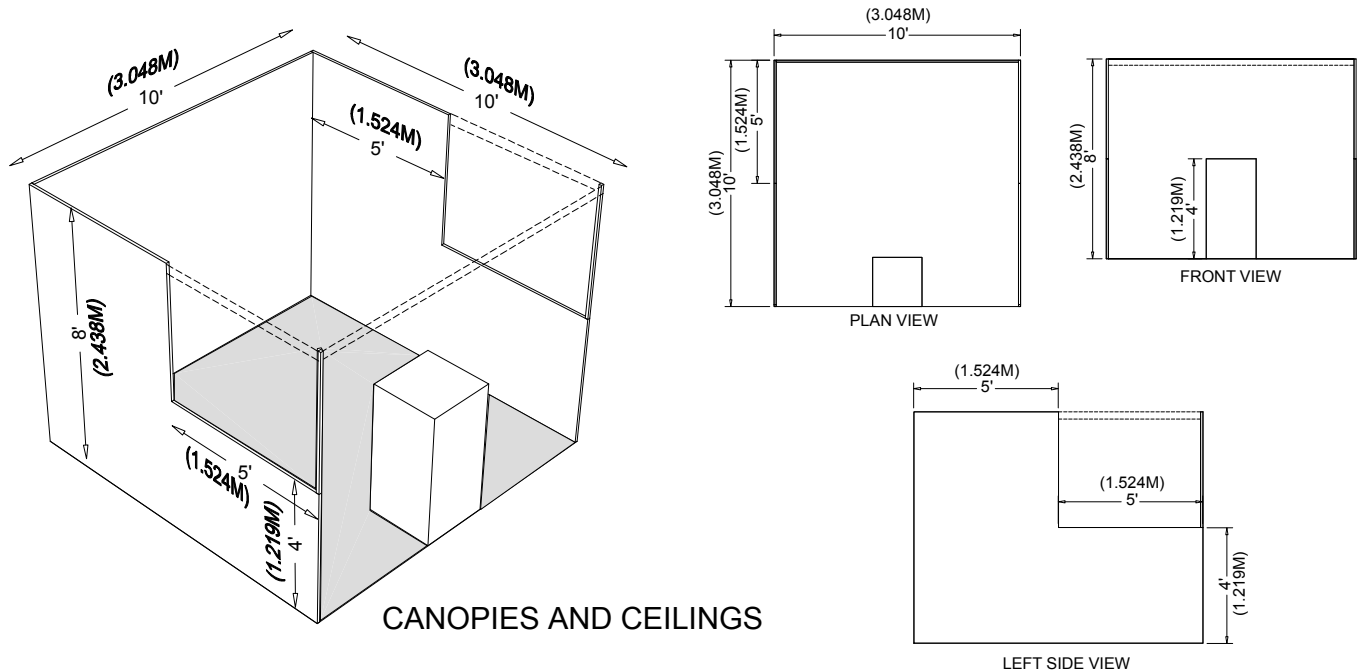 (3.048M)
10'
(3.048M)
10'
(1.524M)
5'
8'
(2.438M)
5'
(1.524M)
4'
(1.219M)
CANOPIES AND CEILINGS
(3.048M)
10'
(3.048M)
10'
(1.524M)
5'
PLAN VIEW
(2.438M)
8'
(1.219M)
4'
FRONT VIEW
(1.524M)
5'
(1.524M)
5'
4'
(1.219M)
LEFT SIDE VIEW